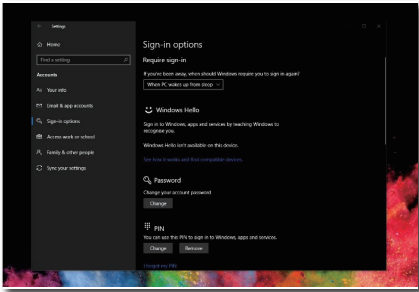 Settings
Home
Find a setting
Accounts
Your info
Email & app accounts
Sign-in options
Access work or school
Family & other people
Sync your settings
Sign-in options
Require sign-in
If you've been away, when should Windows require you to sign in again?
When PC wakes up from sleep
Windows Hello
Sign in to Windows, apps and services by teaching Windows to
recognise you.
Windows Hello isn't available on this device.
See how it works and find compatible devices.
Password
Change your account password
Change
PIN
You can use this PIN to sign in to Windows, apps and services.
Change
Remove
I forgot my PIN